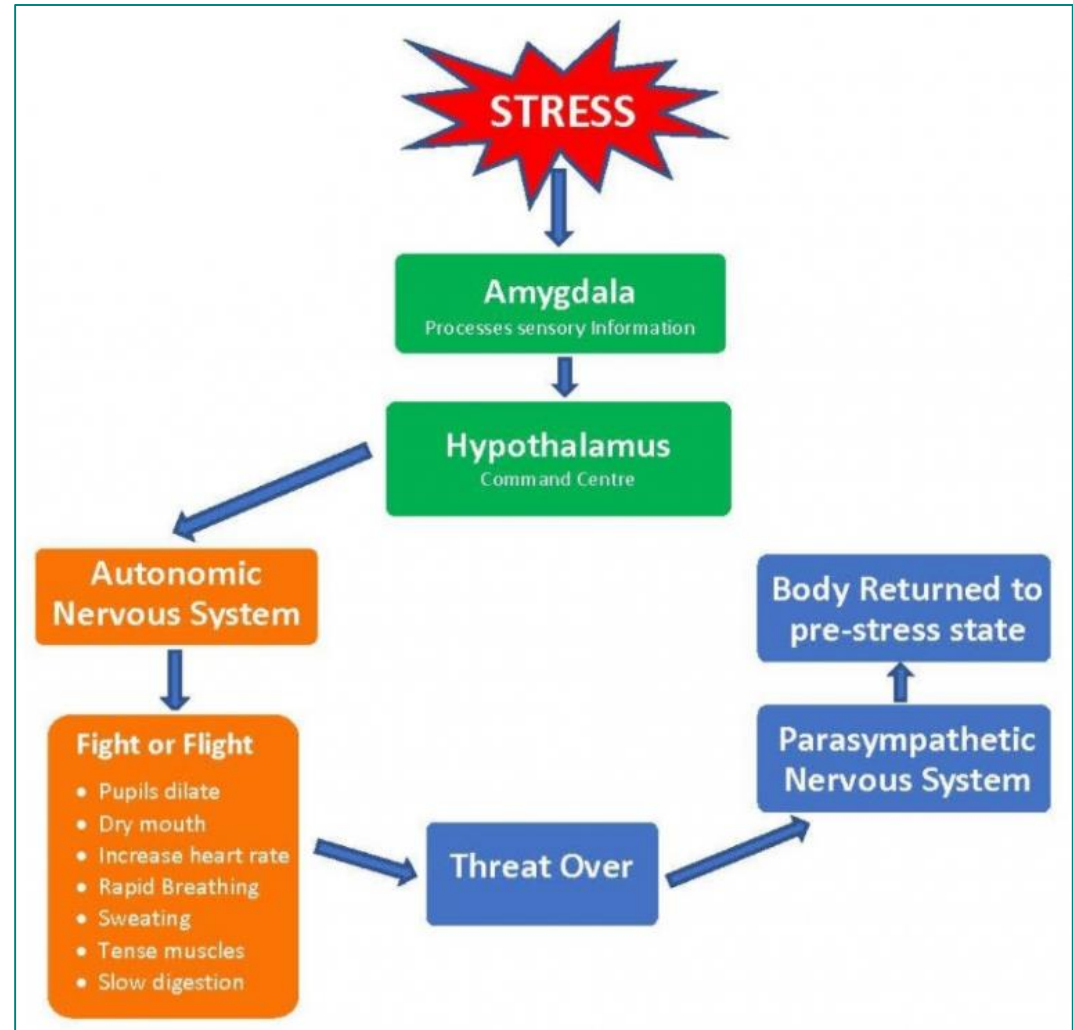 STRESS
Amygdala
Processes sensory Information
Hypothalamus
Command Centre
Autonomic
Nervous System
Fight or Flight
• Pupils dilate
• Dry mouth
• Increase heart rate
• Rapid Breathing
• Sweating
• Tense muscles
• Slow digestion
Threat Over
Parasympathetic
Nervous System
Body Returned to
pre-stress state